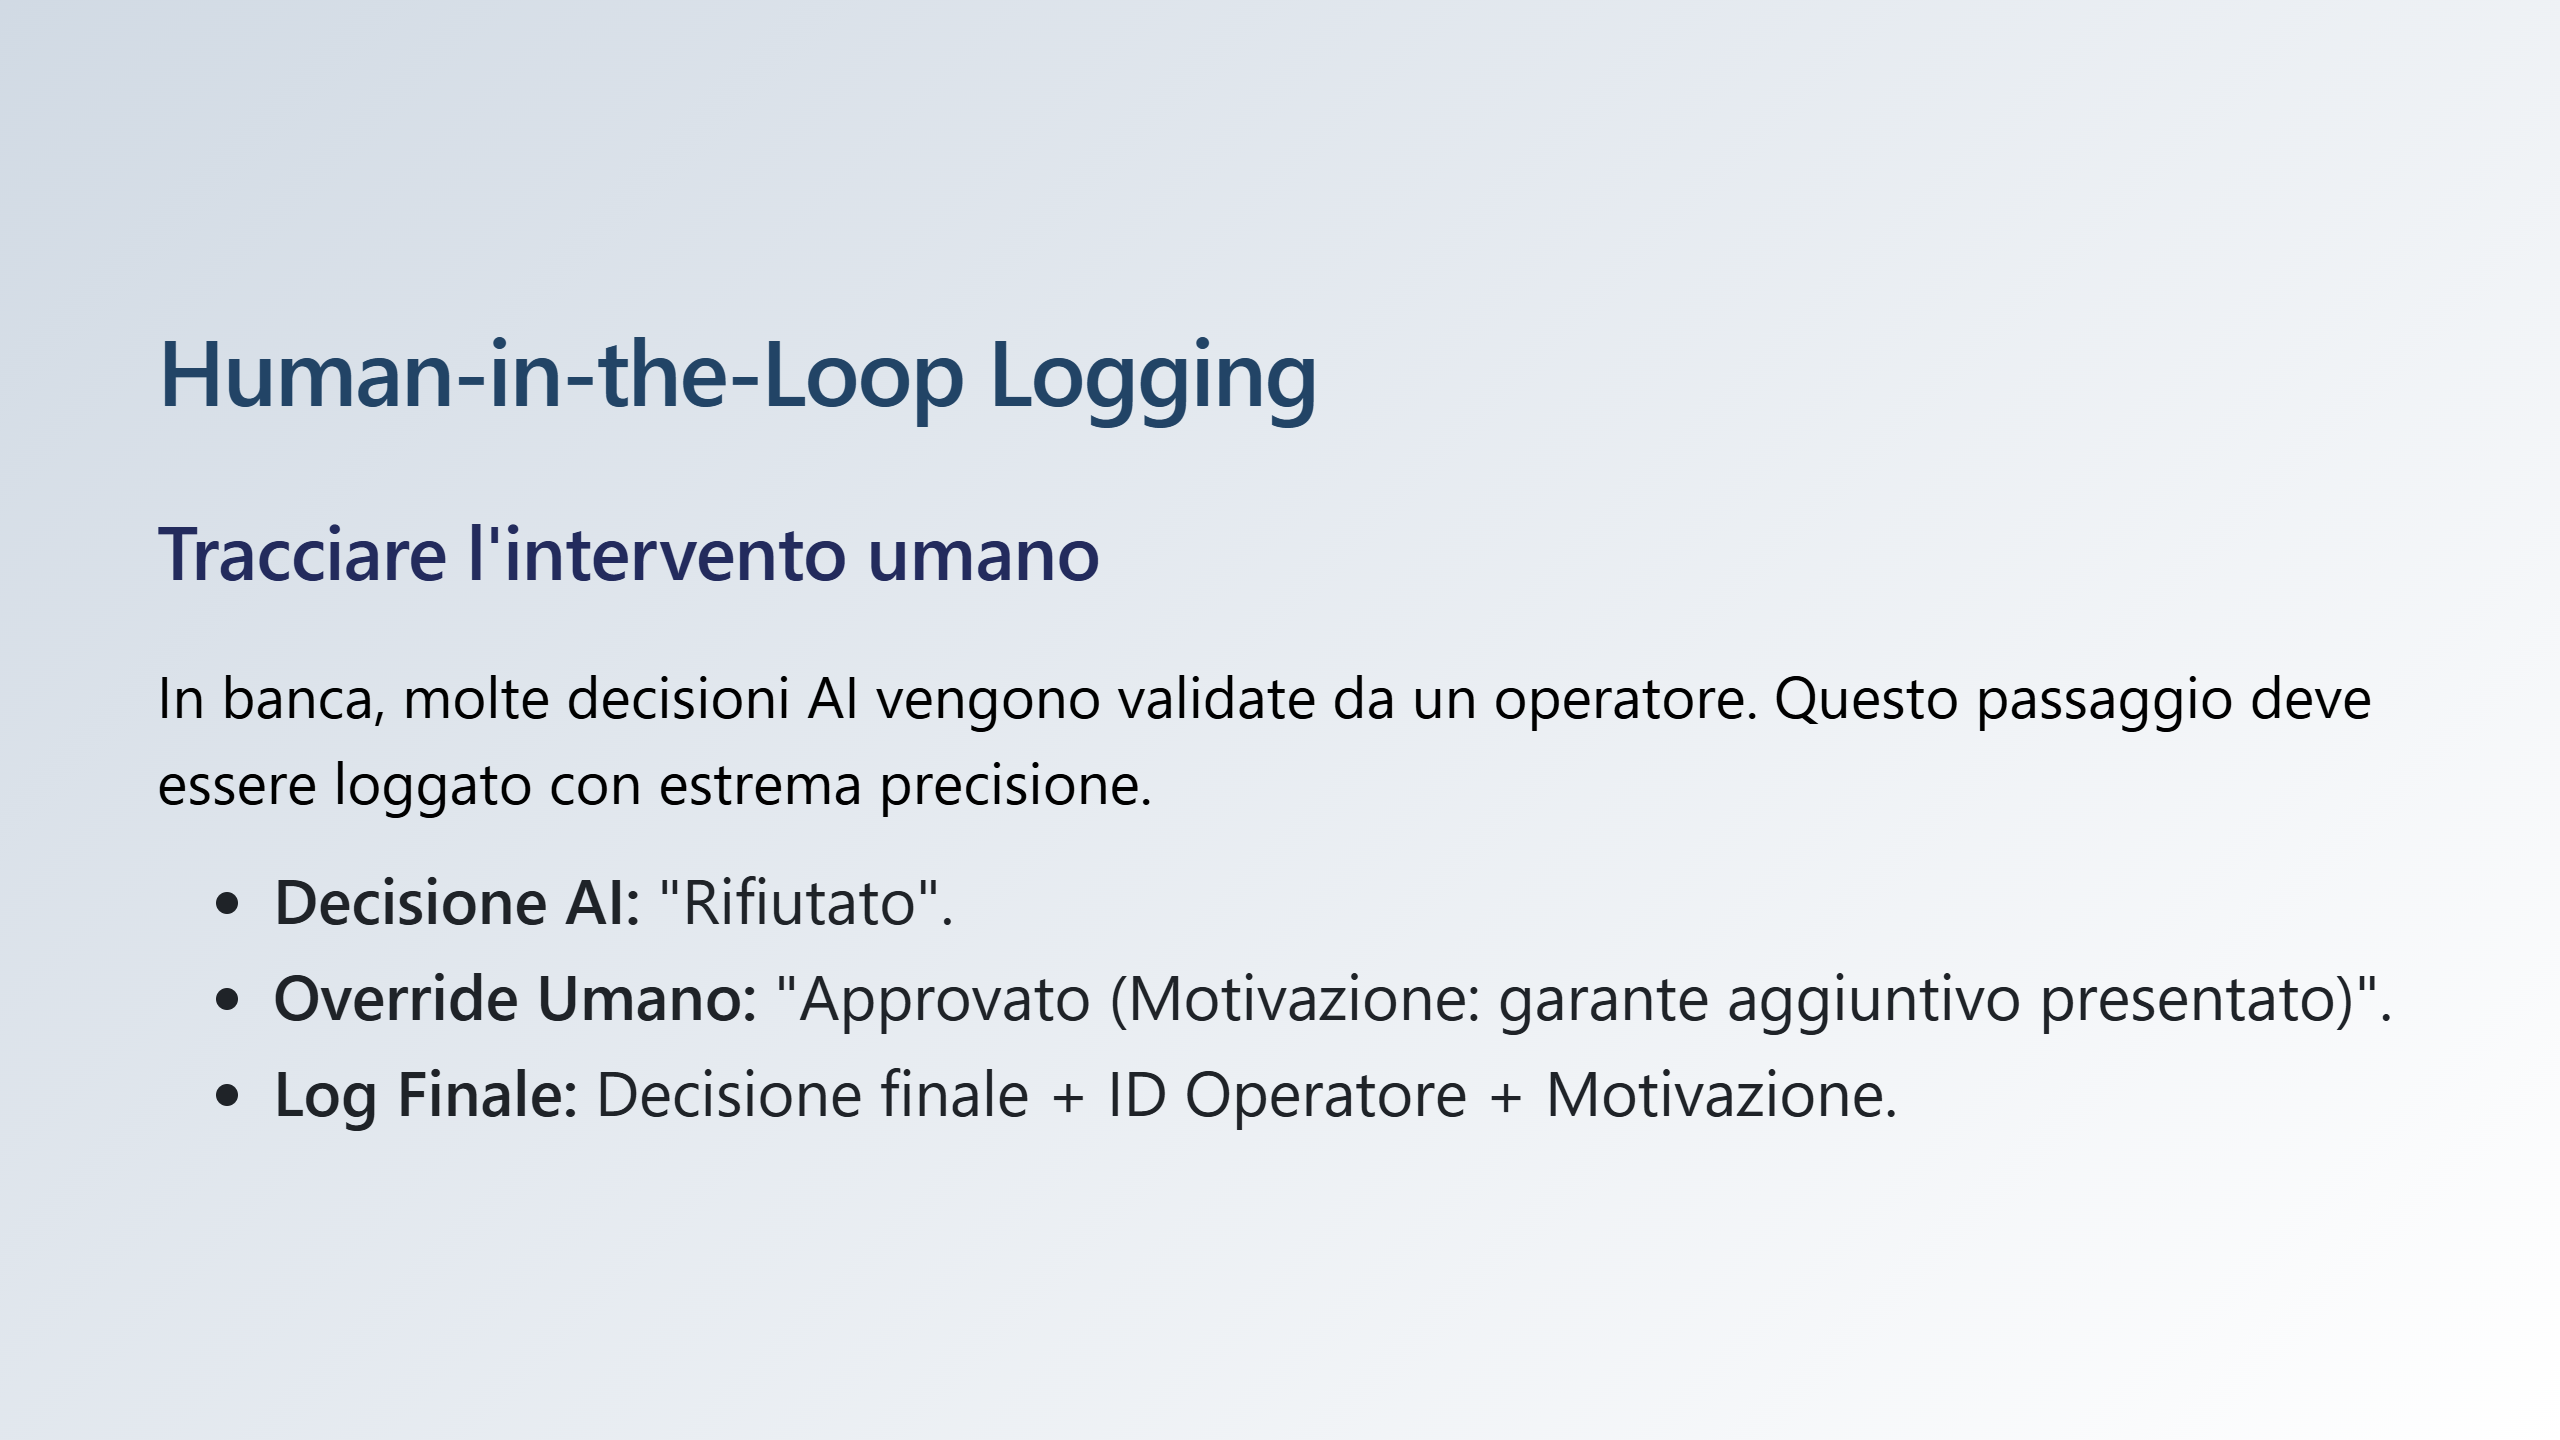 Human-in-the-Loop Logging
Tracciare l'intervento umano
In banca, molte decisioni AI vengono validate da un operatore. Questo passaggio deve
essere loggato con estrema precisione.
• Decisione AI: "Rifiutato".
• Override Umano: "Approvato (Motivazione: garante aggiuntivo presentato)".
• Log Finale: Decisione finale + ID Operatore + Motivazione.